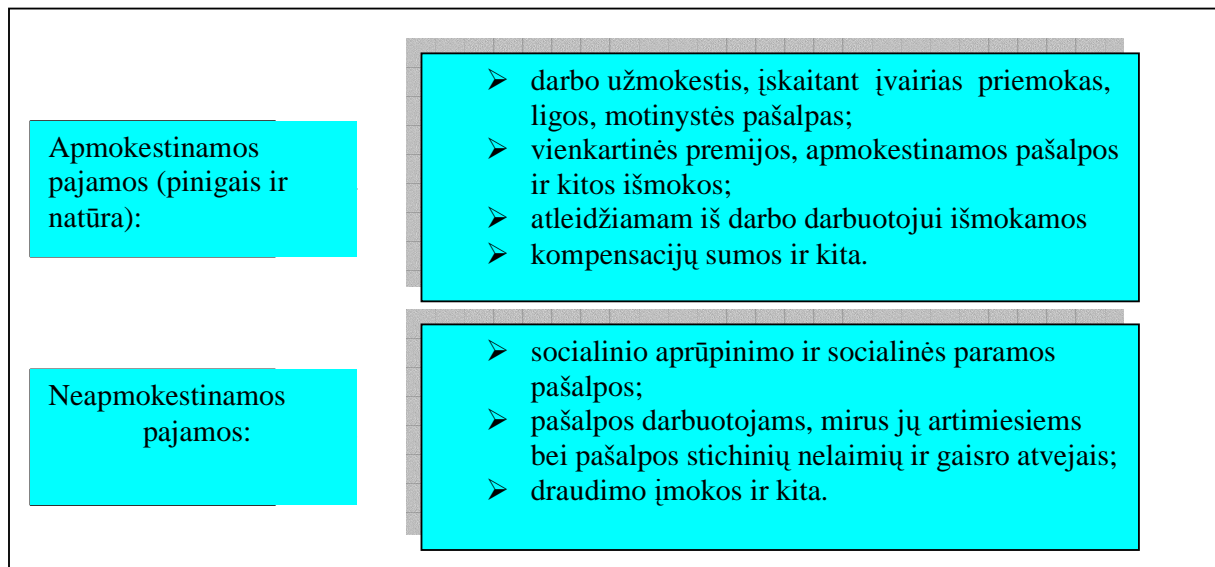 Apmokestinamos
pajamos (pinigais ir
natūra):
➢ darbo užmokestis, įskaitant įvairias priemokas,
ligos, motinystės pašalpas;
➢ vienkartinės premijos, apmokestinamos pašalpos
ir kitos išmokos;
➢ atleidžiamam iš darbo darbuotojui išmokamos
➢ kompensacijų sumos ir kita.
Neapmokestinamos
pajamos:
➢ socialinio aprūpinimo ir socialinės paramos
pašalpos;
➢ pašalpos darbuotojams, mirus jų artimiesiems
bei pašalpos stichinių nelaimių ir gaisro atvejais;
➢ draudimo įmokos ir kita.